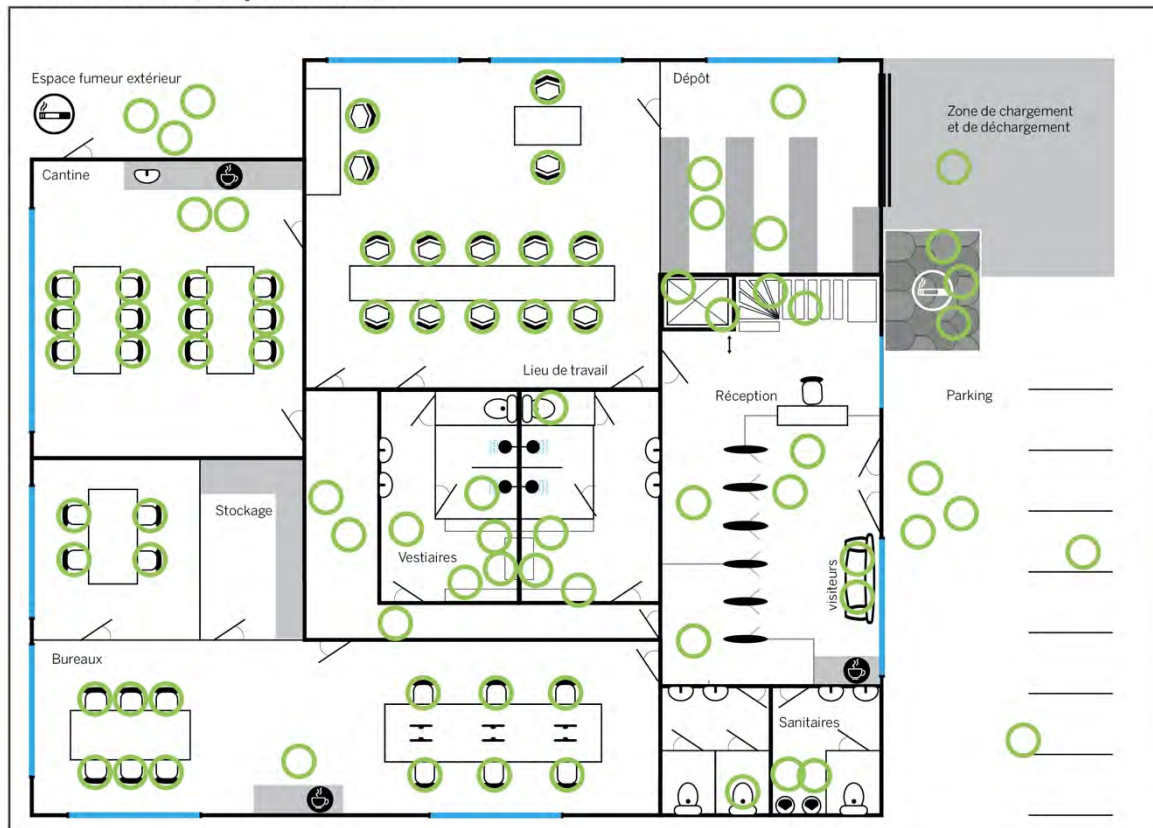 Espace fumeur extérieur
Dépôt
Zone de chargement
et de déchargement
Cantine
Lieu de travail
Réception
Parking
Stockage
Vestiaires
visiteurs
Bureaux
Sanitaires